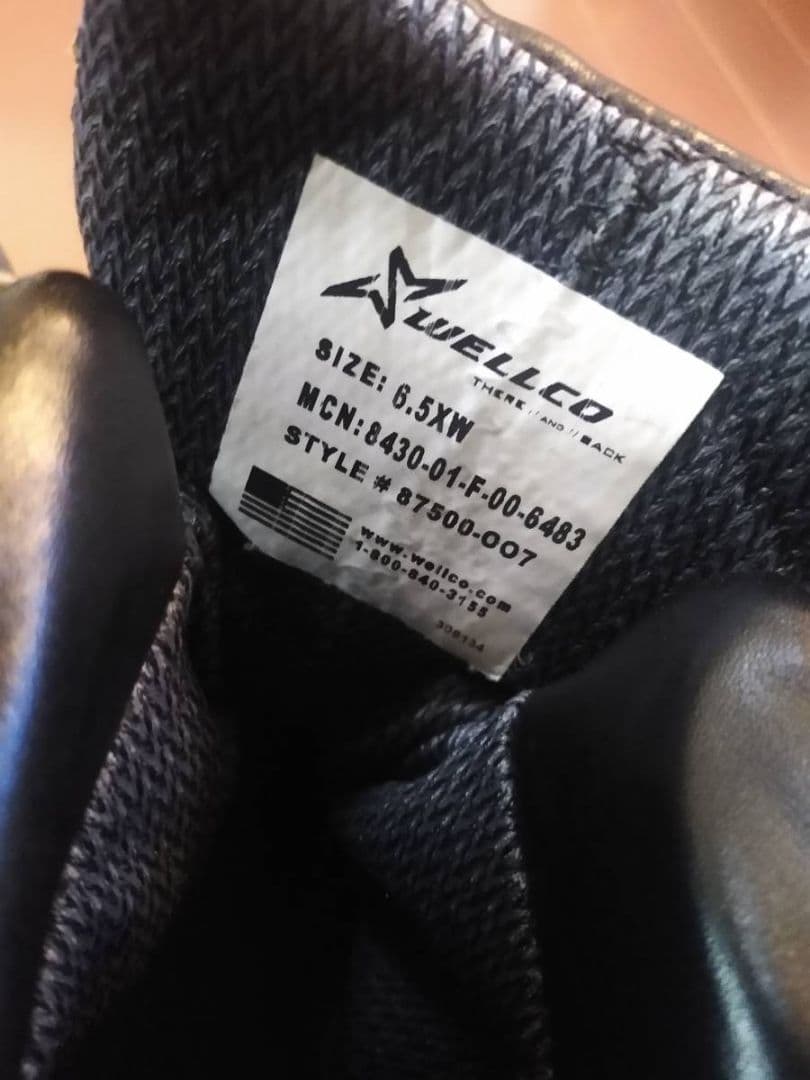 WELLCO
THERE // AND // BACK
SIZE: 6.5XW
MCN: 8430-01-F-00-6483
STYLE # 87500-007
www.wellco.com
1-800-840-3155
308134